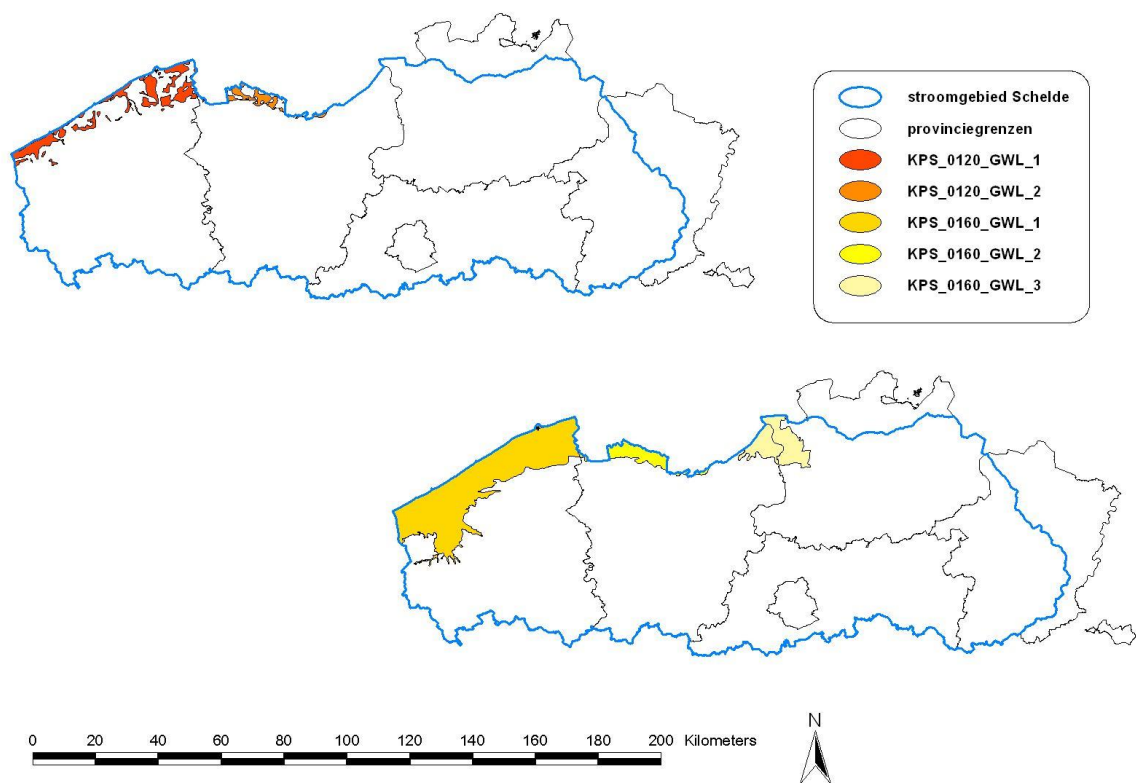 stroomgebied Schelde
provinciegrenzen
KPS_0120_GWL_1
KPS_0120_GWL_2
KPS_0160_GWL_1
KPS_0160_GWL_2
KPS_0160_GWL_3
0 20 40 60 80 100 120 140 160 180 200 Kilometers
N